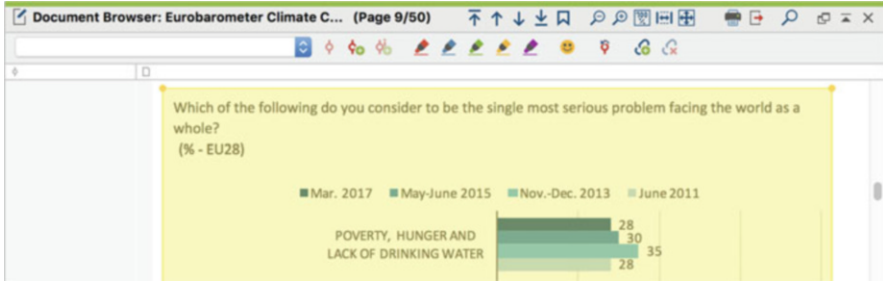 Document Browser: Eurobarometer Climate C... (Page 9/50)
Which of the following do you consider to be the single most serious problem facing the world as a
whole?
(% - EU28)
Mar. 2017 May-June 2015 Nov.-Dec. 2013 June 2011
POVERTY, HUNGER AND
LACK OF DRINKING WATER
28
30
35
28